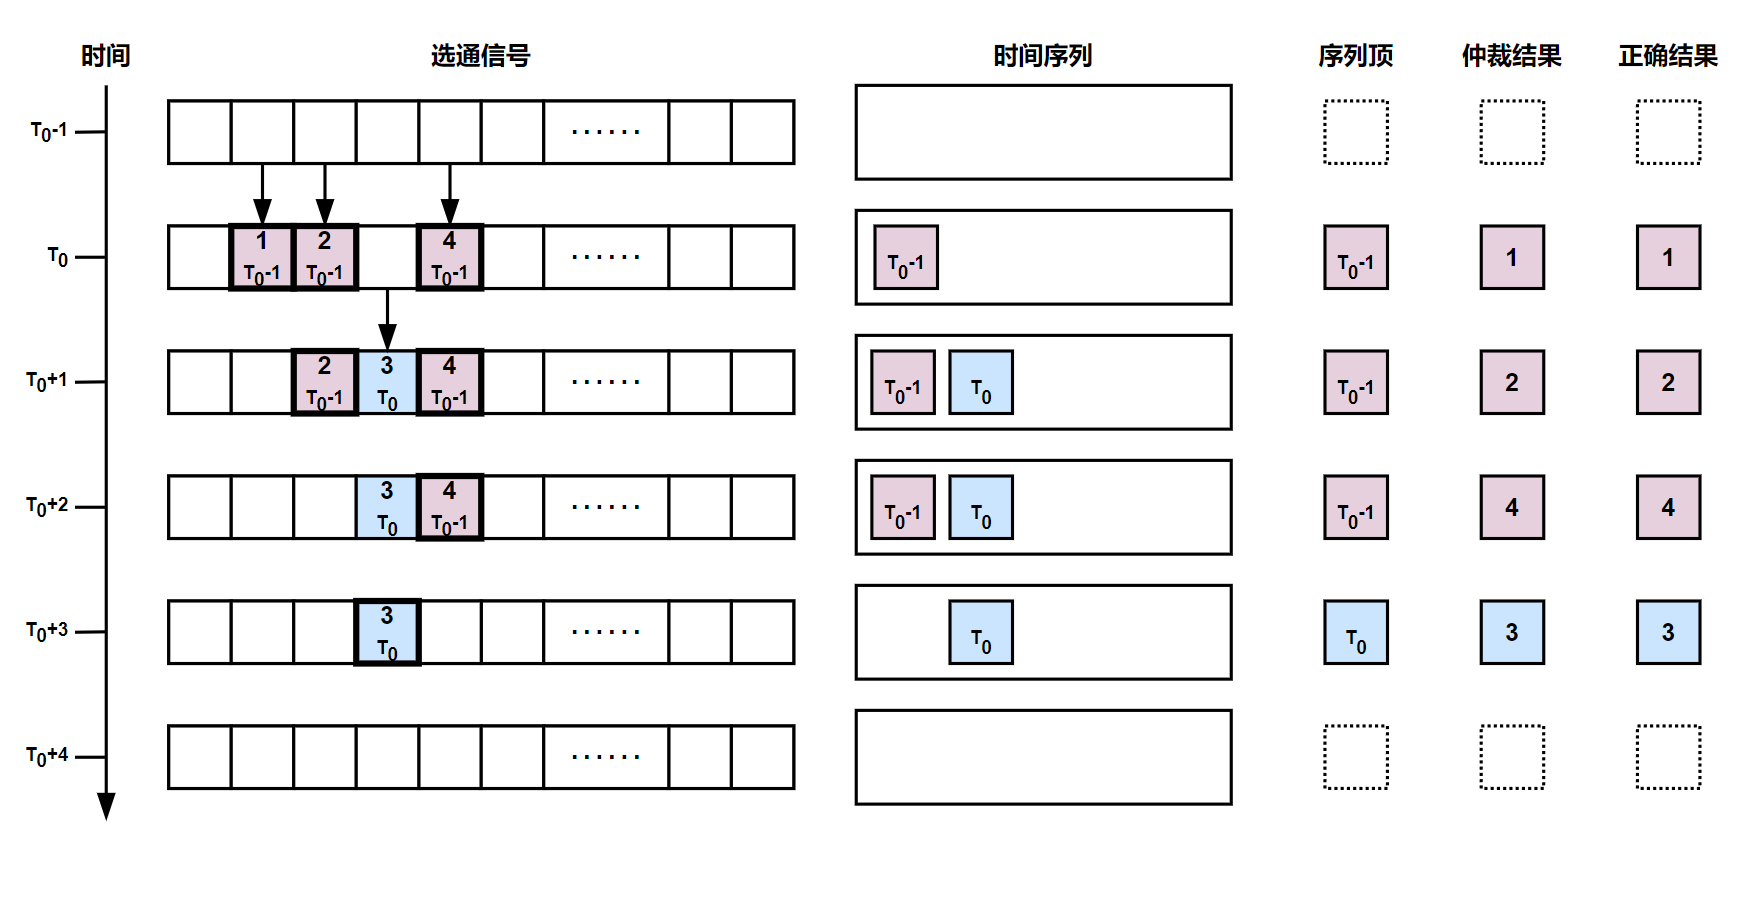 时间 选通信号 时间序列 序列顶 仲裁结果 正确结果
T0-1 ······
T0 1 2 4 ······ 1 1
T0-1 T0-1 T0-1 T0-1 T0-1
T0+1 2 3 4 ······ 2 2
T0-1 T0 T0-1 T0-1 T0 T0-1
T0+2 3 4 ······ 4 4
T0 T0-1 T0-1 T0 T0-1
T0+3 3 ······ 3 3
T0 T0 T0
T0+4 ······